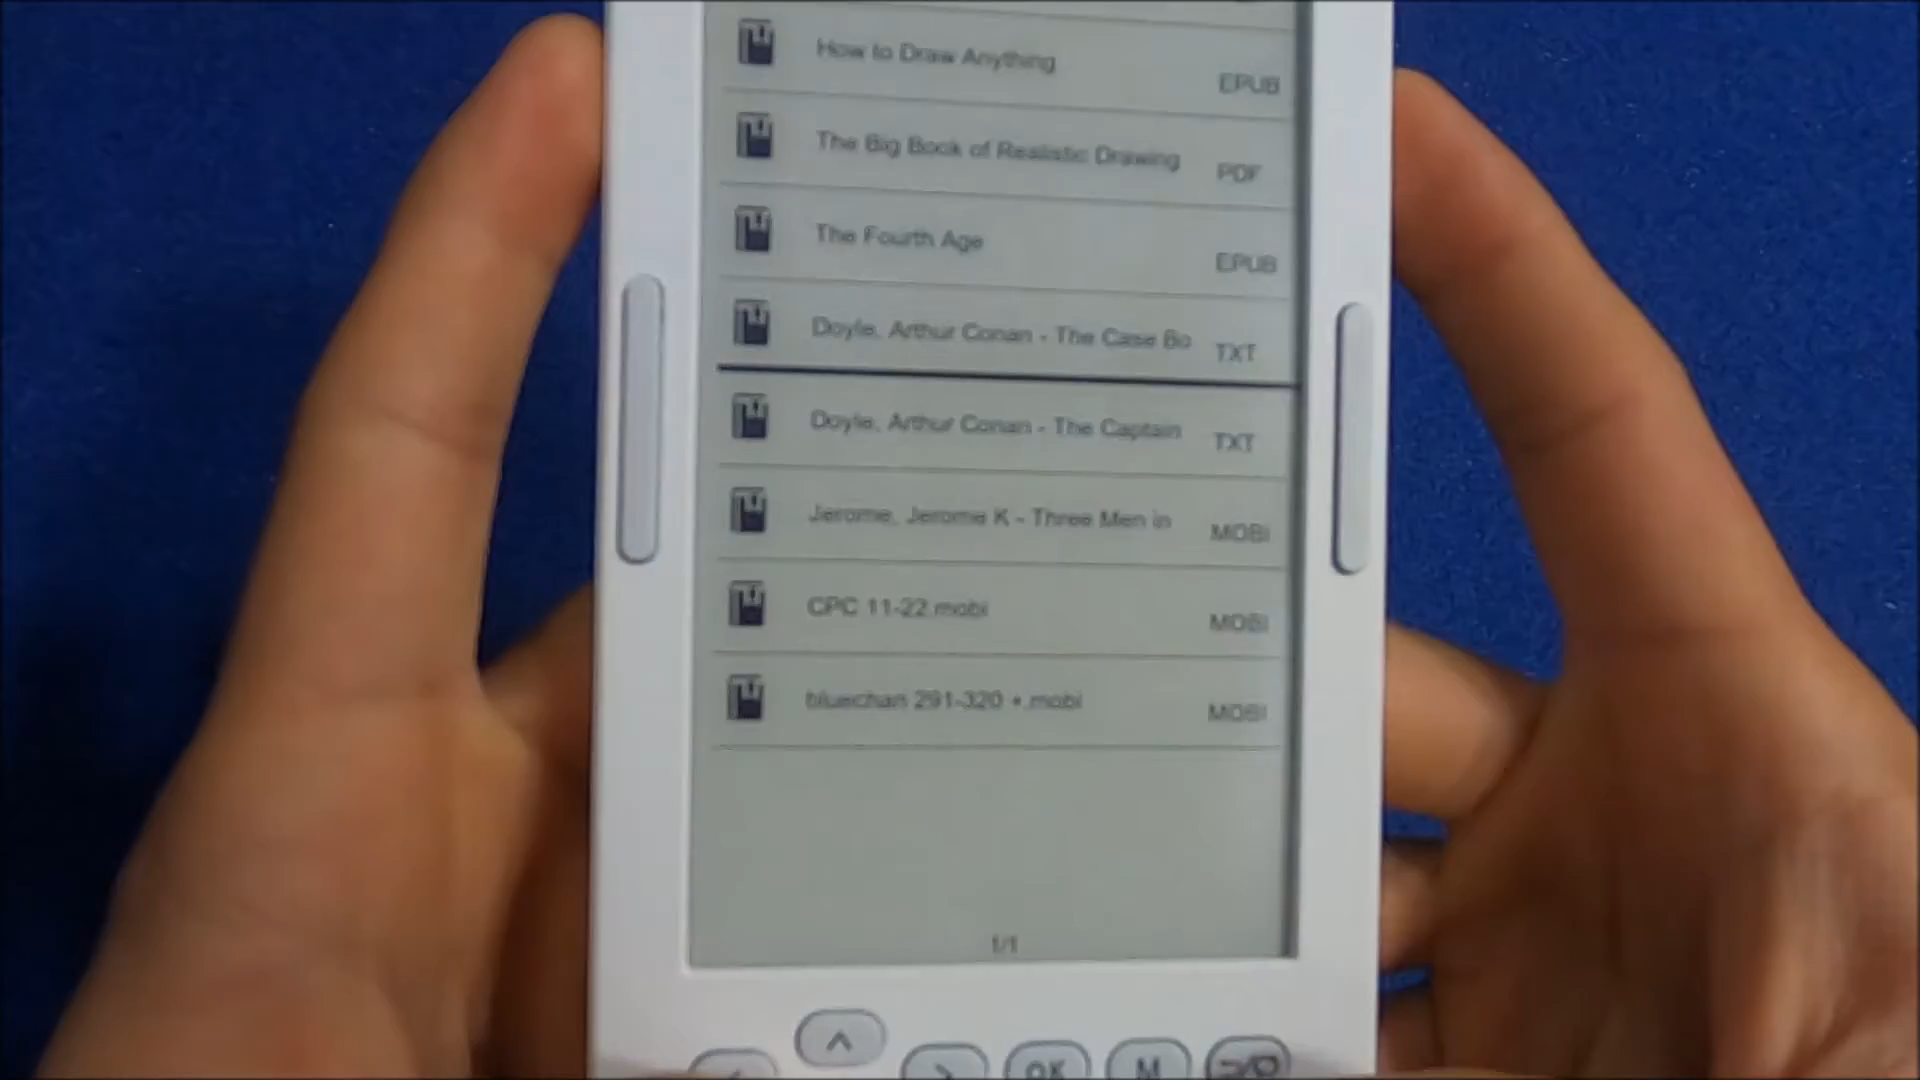 How to Draw Anything
EPUB
The Big Book of Realistic Drawing
PDF
The Fourth Age
EPUB
Doyle, Arthur Conan - The Case Bo
TXT
Doyle, Arthur Conan - The Captain
TXT
Jerome, Jerome K - Three Men in
MOBI
CPC 11-22.mobi
MOBI
bluechan 291-320 +.mobi
MOBI
1/1
OK
M